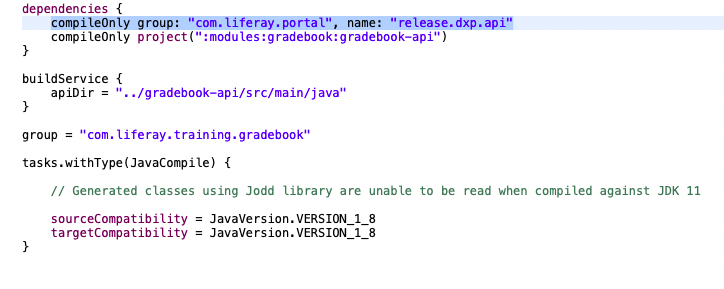 dependencies {
compileOnly group: "com.liferay.portal", name: "release.dxp.api"
compileOnly project(":modules:gradebook:gradebook-api")
}
buildService {
apiDir = "../gradebook-api/src/main/java"
}
group = "com.liferay.training.gradebook"
tasks.withType(JavaCompile) {
// Generated classes using Jodd library are unable to be read when compiled against JDK 11
sourceCompatibility = JavaVersion.VERSION_1_8
targetCompatibility = JavaVersion.VERSION_1_8
}